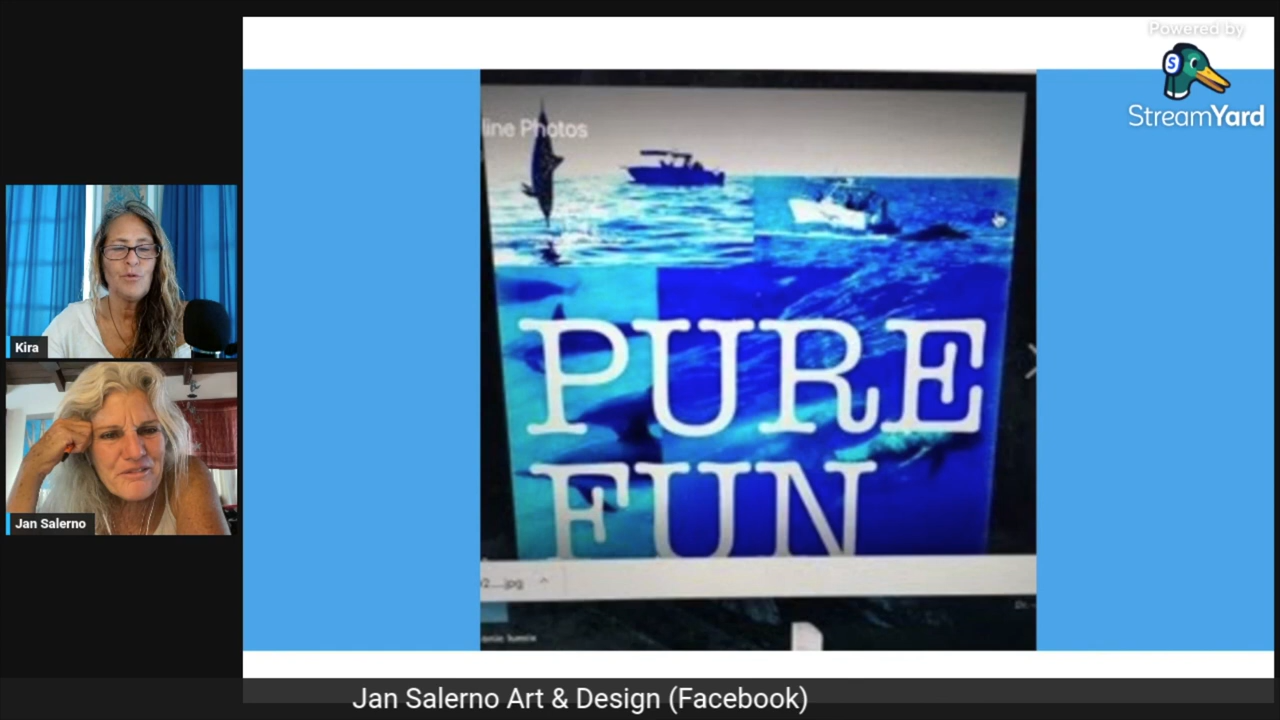 Powered by
StreamYard
line Photos
PURE
FUN
Kira
Jan Salerno
Jan Salerno Art & Design (Facebook)